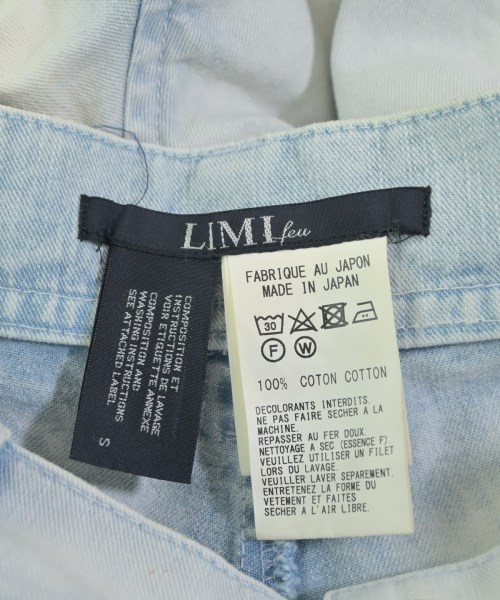 LIMI feu
FABRIQUE AU JAPON
MADE IN JAPAN
30
F W
100% COTON COTTON
DECOLORANTS INTERDITS.
NE PAS FAIRE SECHER A LA
MACHINE.
REPASSER AU FER DOUX.
NETTOYAGE A SEC (ESSENCE F).
VEUILLEZ UTILISER UN FILET
LORS DU LAVAGE.
VEUILLER LAVER SEPAREMENT.
ENTRETENEZ LA FORME DU
VETEMENT ET FAITES
SECHER A L'AIR LIBRE.
COMPOSITION ET
INSTRUCTIONS DE LAVAGE
VOIR ETIQUETTE ANNEXE
COMPOSITION AND
WASHING INSTRUCTIONS
SEE ATTACHED LABEL
S